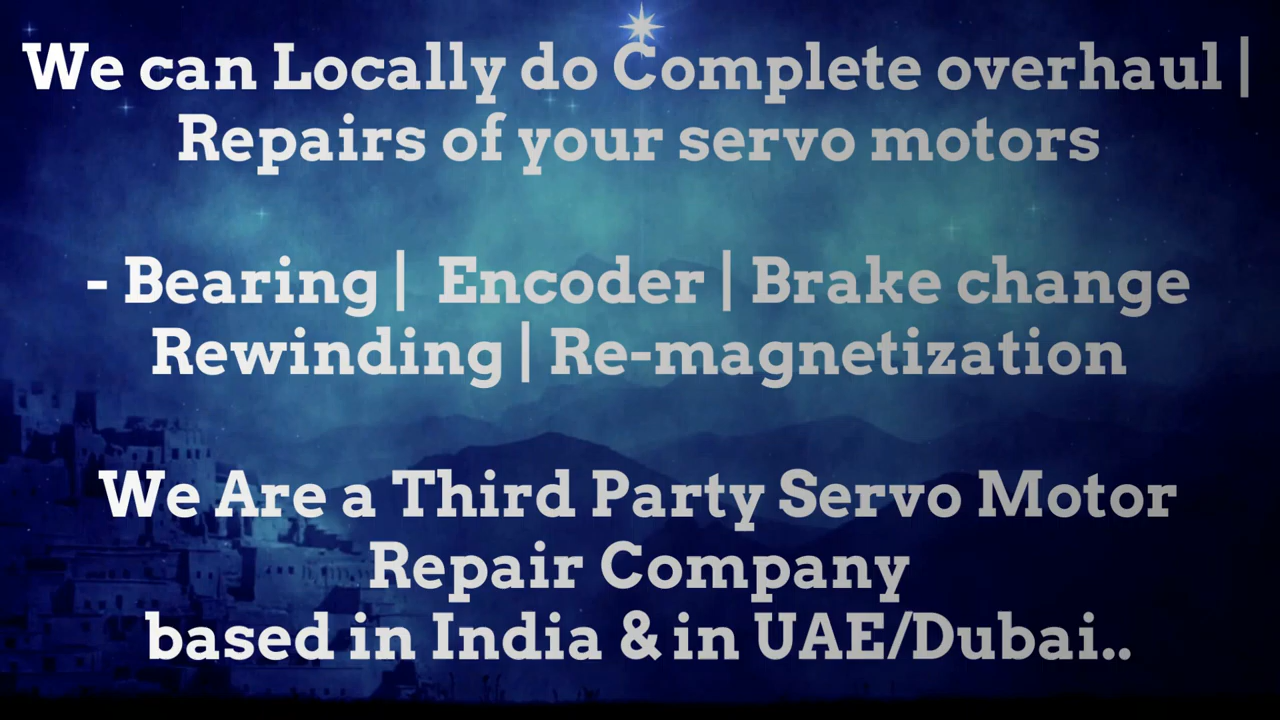 We can Locally do Complete overhaul |
Repairs of your servo motors
- Bearing | Encoder | Brake change
Rewinding | Re-magnetization
We Are a Third Party Servo Motor
Repair Company
based in India & in UAE/Dubai..